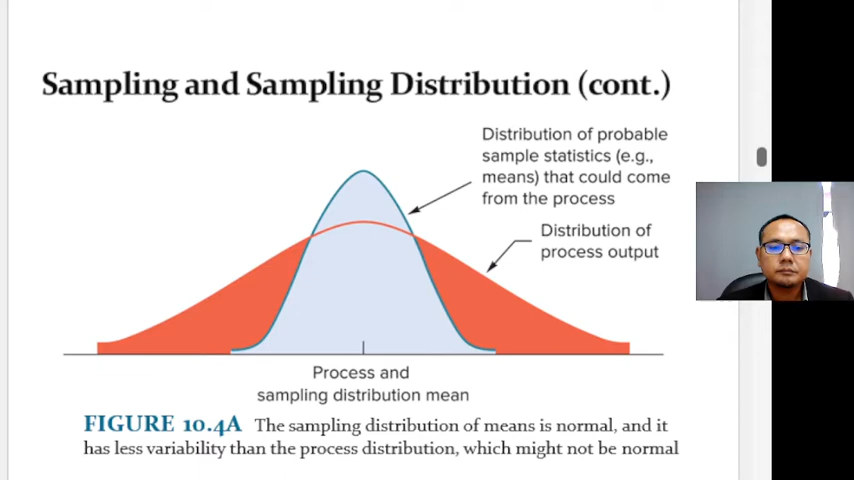 Sampling and Sampling Distribution (cont.)
Distribution of probable
sample statistics (e.g.,
means) that could come
from the process
Distribution of
process output
Process and
sampling distribution mean
FIGURE 10.4A The sampling distribution of means is normal, and it
has less variability than the process distribution, which might not be normal